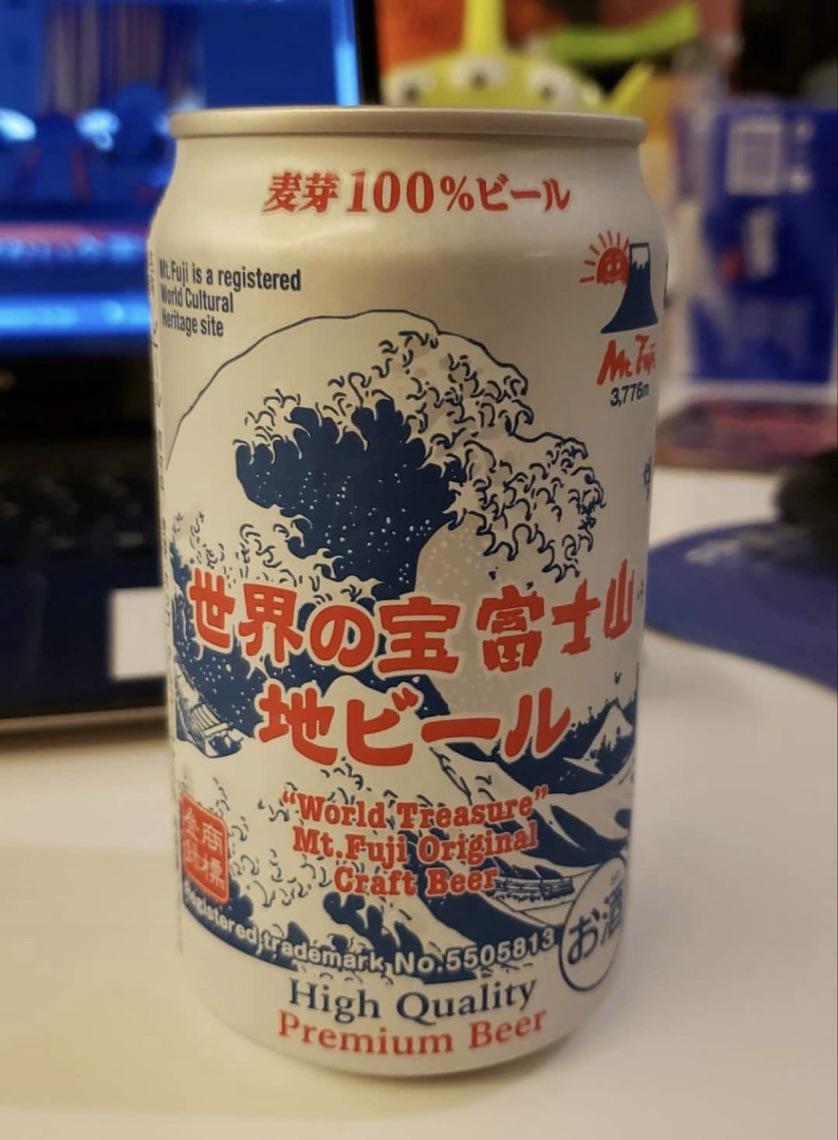 麦芽100%ビール
Mt.Fuji is a registered
World Cultural
Heritage site
Mt. Fuji
3,776m
世界の宝 富士山
地ビール
"World Treasure"
Mt.Fuji Original
Craft Beer
商標
登録
Registered trademark No.5505813
お酒
High Quality
Premium Beer